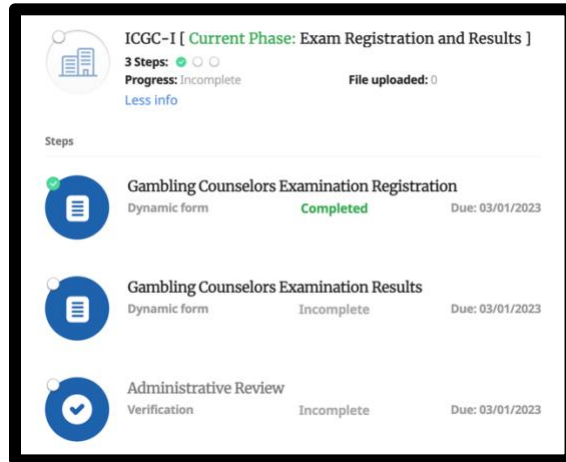 ICGC-I [ Current Phase: Exam Registration and Results ]
3 Steps:
Progress: Incomplete File uploaded: 0
Less info
Steps
Gambling Counselors Examination Registration
Dynamic form Completed Due: 03/01/2023
Gambling Counselors Examination Results
Dynamic form Incomplete Due: 03/01/2023
Administrative Review
Verification Incomplete Due: 03/01/2023